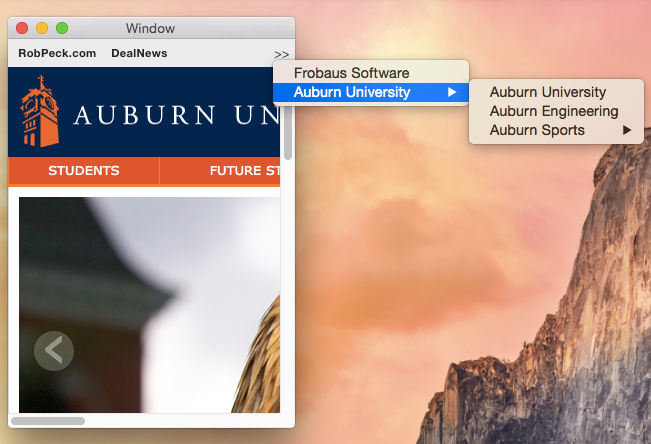 Window
RobPeck.com DealNews >>
Frobaus Software
Auburn University
Auburn University
Auburn Engineering
Auburn Sports
AUBURN UN
STUDENTS FUTURE ST